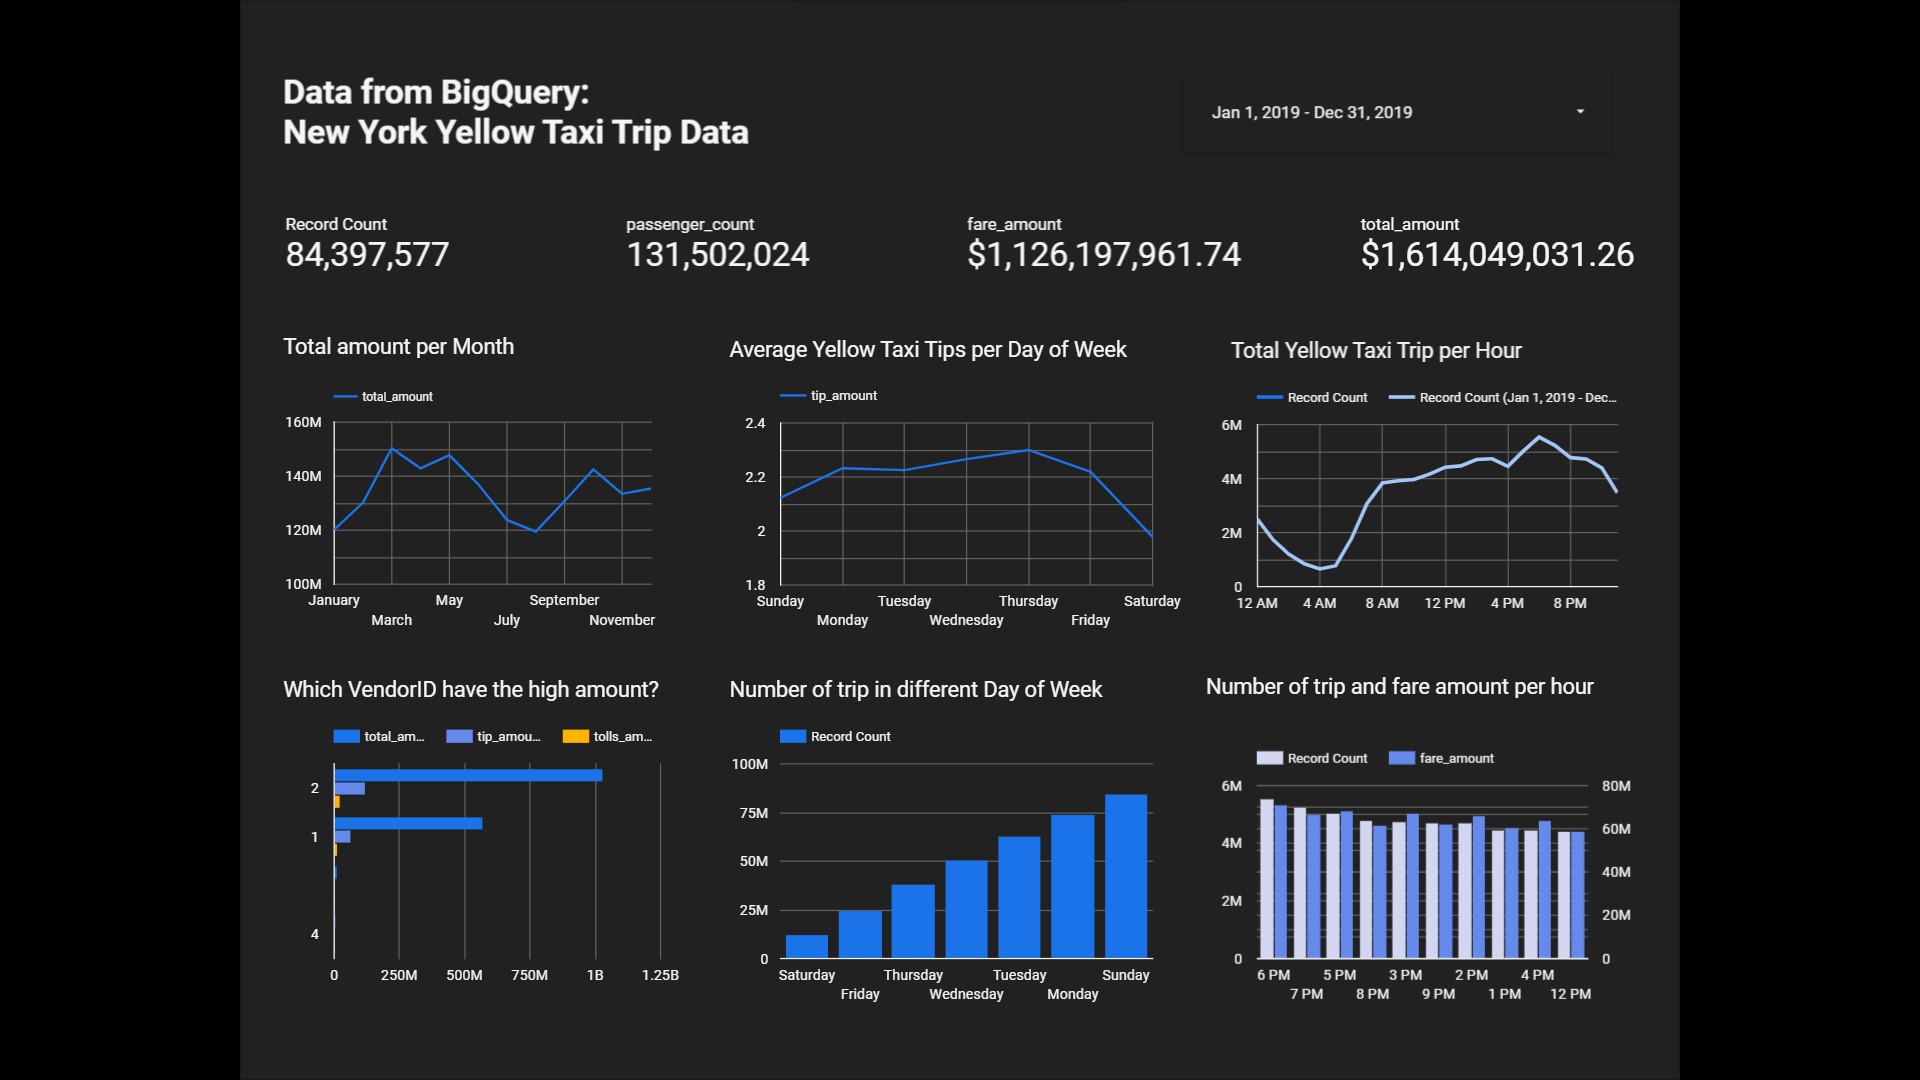 Data from BigQuery:
New York Yellow Taxi Trip Data
Jan 1, 2019 - Dec 31, 2019
Record Count
84,397,577
passenger_count
131,502,024
fare_amount
$1,126,197,961.74
total_amount
$1,614,049,031.26
Total amount per Month
total_amount
160M
140M
120M
100M
January
March
May
July
September
November
Average Yellow Taxi Tips per Day of Week
tip_amount
2.4
2.2
2
1.8
Sunday
Monday
Tuesday
Wednesday
Thursday
Friday
Saturday
Total Yellow Taxi Trip per Hour
Record Count
Record Count (Jan 1, 2019 - Dec...
6M
4M
2M
0
12 AM
4 AM
8 AM
12 PM
4 PM
8 PM
Which VendorID have the high amount?
total_am...
tip_amou...
tolls_am...
2
1
4
0
250M
500M
750M
1B
1.25B
Number of trip in different Day of Week
Record Count
100M
75M
50M
25M
0
Saturday
Friday
Thursday
Wednesday
Tuesday
Monday
Sunday
Number of trip and fare amount per hour
Record Count
fare_amount
6M
4M
2M
0
80M
60M
40M
20M
0
6 PM
7 PM
5 PM
8 PM
3 PM
9 PM
2 PM
1 PM
4 PM
12 PM